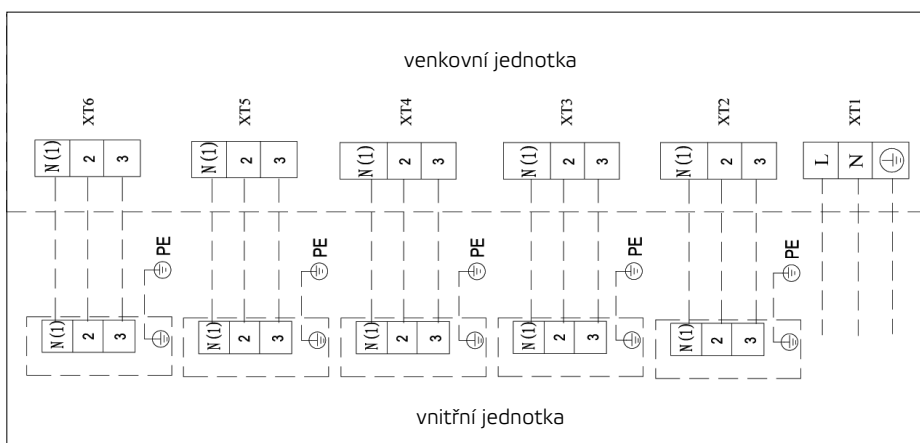 venkovní jednotka
XT6 XT5 XT4 XT3 XT2 XT1
N (1) 2 3 N (1) 2 3 N (1) 2 3 N (1) 2 3 N (1) 2 3 L N
PE PE PE PE PE
N (1) 2 3 N (1) 2 3 N (1) 2 3 N (1) 2 3 N (1) 2 3
vnitřní jednotka